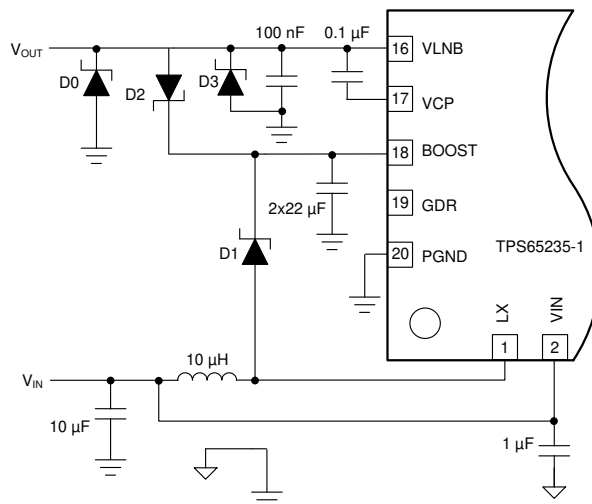 VOUT
D0
D2
D3
100 nF
0.1 µF
16 VLNB
17 VCP
18 BOOST
19 GDR
20 PGND
TPS65235-1
2x22 µF
D1
LX
VIN
1
2
VIN
10 µH
10 µF
1 µF